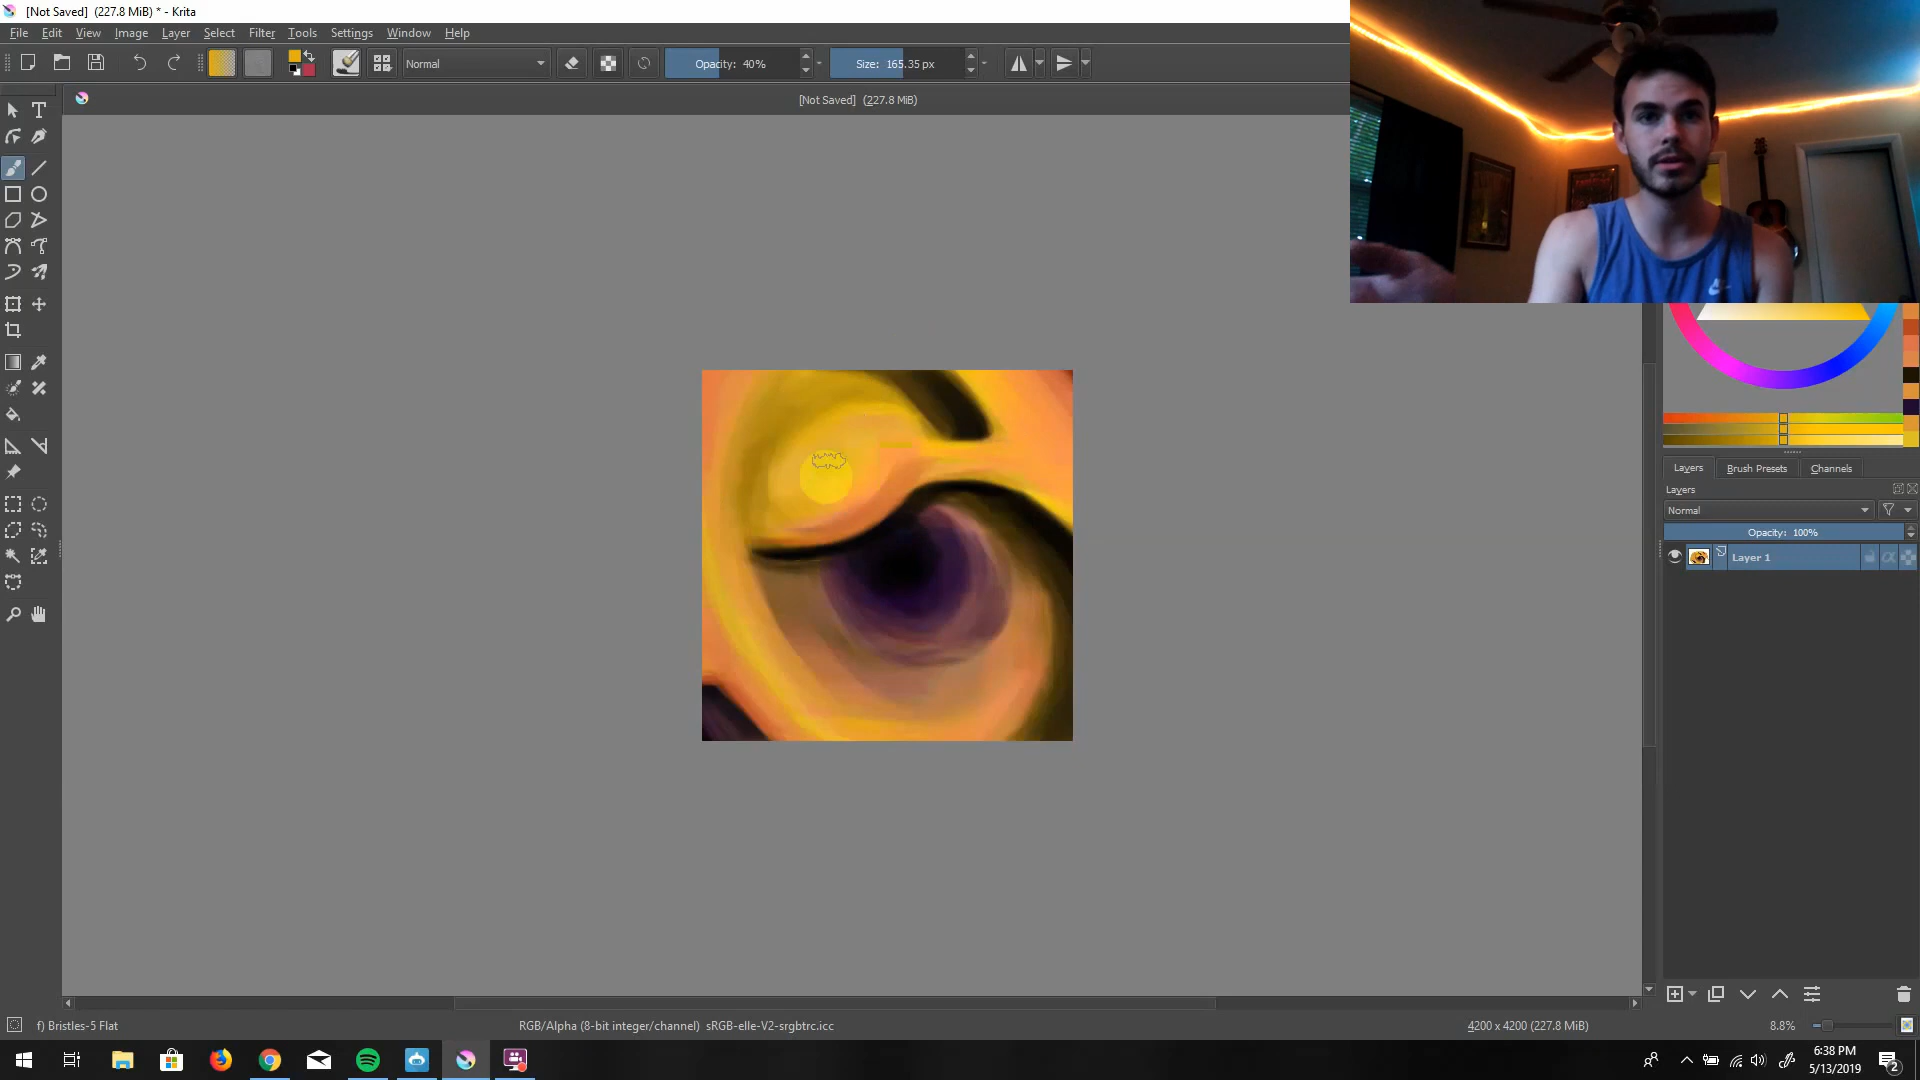 [Not Saved] (227.8 MiB) * - Krita
File Edit View Image Layer Select Filter Tools Settings Window Help
Normal Opacity: 40% Size: 165.35 px
[Not Saved] (227.8 MiB)
Layers Brush Presets Channels
Layers
Normal
Opacity: 100%
Layer 1
f) Bristles-5 Flat RGB/Alpha (8-bit integer/channel) sRGB-elle-V2-srgbtrc.icc 4200 x 4200 (227.8 MiB) 8.8%
6:38 PM
5/13/2019
2